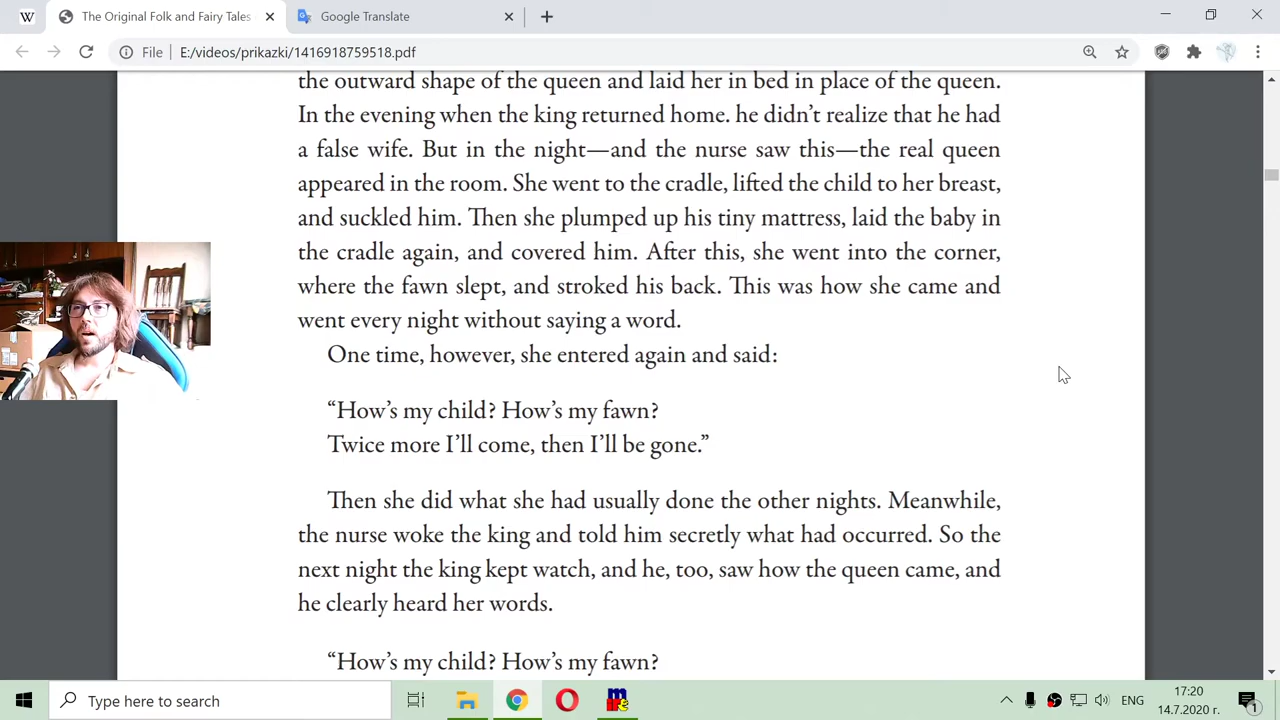 The Original Folk and Fairy Tales
Google Translate
File
E:/videos/prikazki/1416918759518.pdf
the outward shape of the queen and laid her in bed in place of the queen.
In the evening when the king returned home. he didn’t realize that he had
a false wife. But in the night—and the nurse saw this—the real queen
appeared in the room. She went to the cradle, lifted the child to her breast,
and suckled him. Then she plumped up his tiny mattress, laid the baby in
the cradle again, and covered him. After this, she went into the corner,
where the fawn slept, and stroked his back. This was how she came and
went every night without saying a word.
One time, however, she entered again and said:
“How’s my child? How’s my fawn?
Twice more I’ll come, then I’ll be gone.”
Then she did what she had usually done the other nights. Meanwhile,
the nurse woke the king and told him secretly what had occurred. So the
next night the king kept watch, and he, too, saw how the queen came, and
he clearly heard her words.
“How’s my child? How’s my fawn?
Type here to search
ЕНГ
17:20
14.7.2020 г.
1